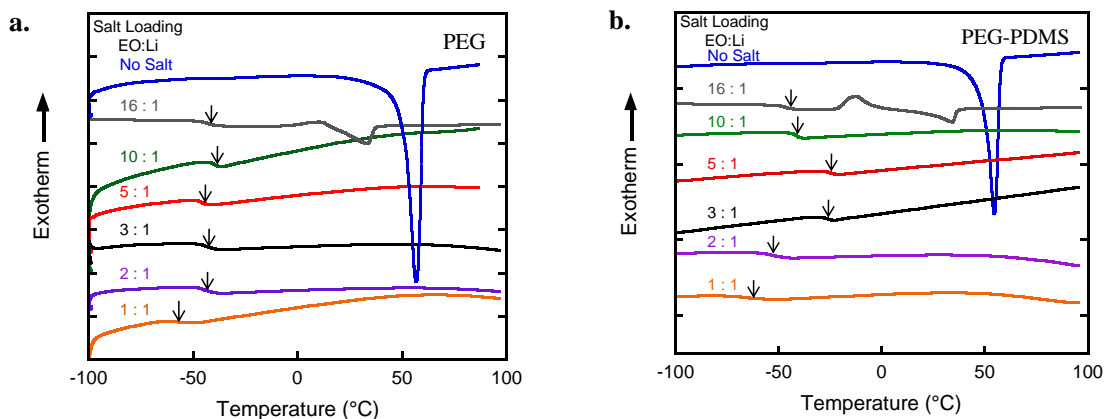 a.
Salt Loading
EO:Li
No Salt
PEG
16 : 1
10 : 1
5 : 1
3 : 1
2 : 1
1 : 1
Exotherm
-100 -50 0 50 100
Temperature (°C)
b.
Salt Loading
EO:Li
No Salt
PEG-PDMS
16 : 1
10 : 1
5 : 1
3 : 1
2 : 1
1 : 1
Exotherm
-100 -50 0 50 100
Temperature (°C)